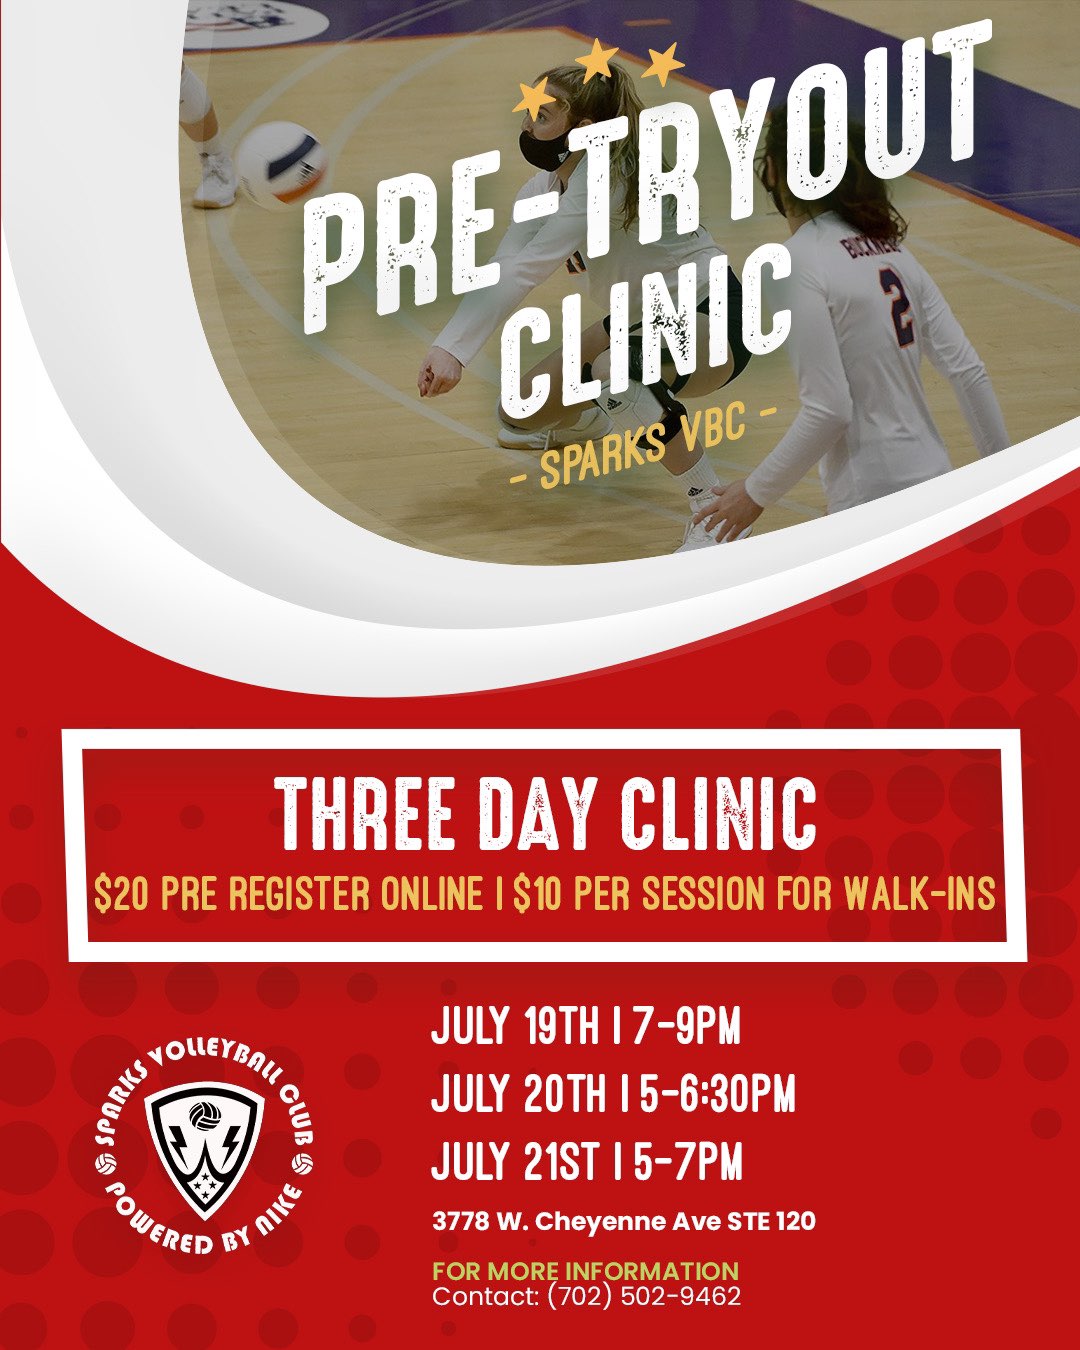 PRE-TRYOUT
CLINIC
- SPARKS VBC -
BUCKNE
2
THREE DAY CLINIC
$20 PRE REGISTER ONLINE | $10 PER SESSION FOR WALK-INS
JULY 19TH | 7-9PM
JULY 20TH | 5-6:30PM
JULY 21ST | 5-7PM
3778 W. Cheyenne Ave STE 120
FOR MORE INFORMATION
Contact: (702) 502-9462
SPARKS VOLLEYBALL CLUB
POWERED BY NIKE